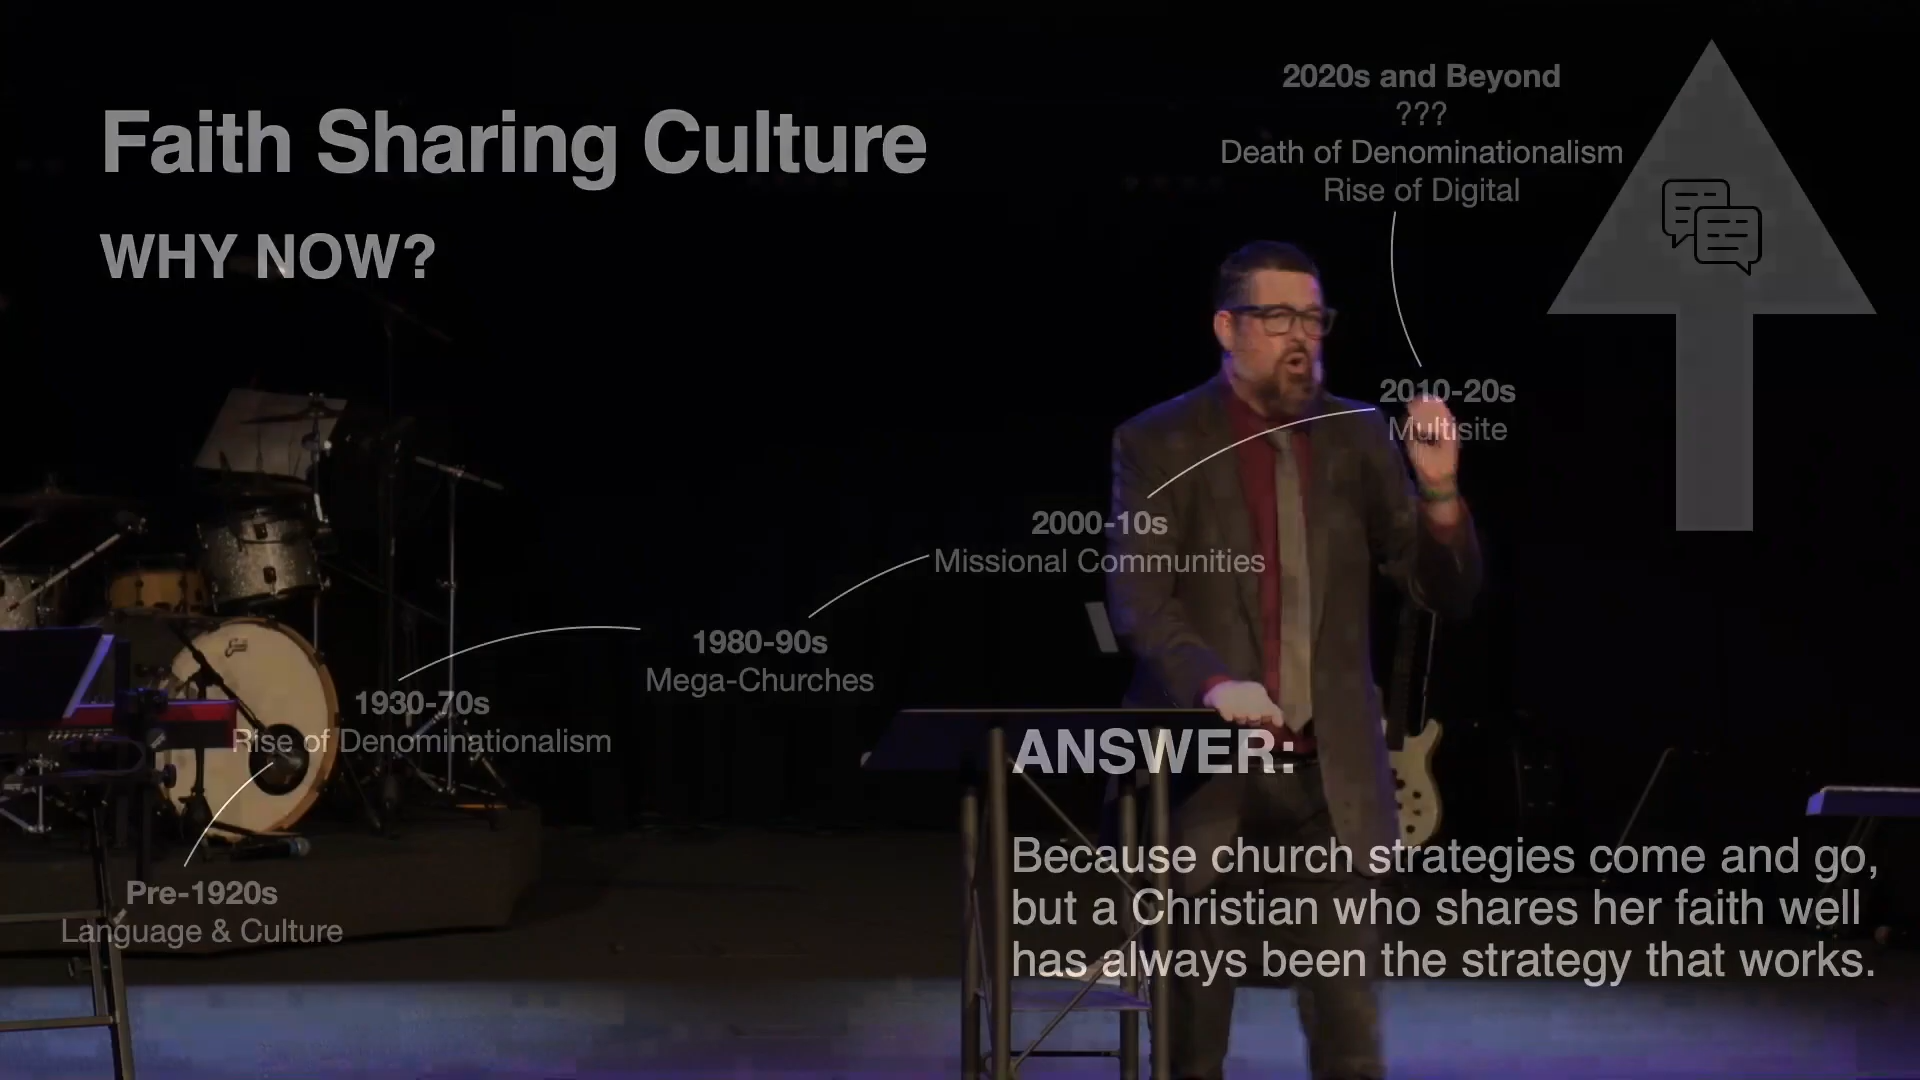 Faith Sharing Culture
WHY NOW?
2020s and Beyond
???
Death of Denominationalism
Rise of Digital
2010-20s
Multisite
2000-10s
Missional Communities
1980-90s
Mega-Churches
1930-70s
Rise of Denominationalism
Pre-1920s
Language & Culture
ANSWER:
Because church strategies come and go,
but a Christian who shares her faith well
has always been the strategy that works.